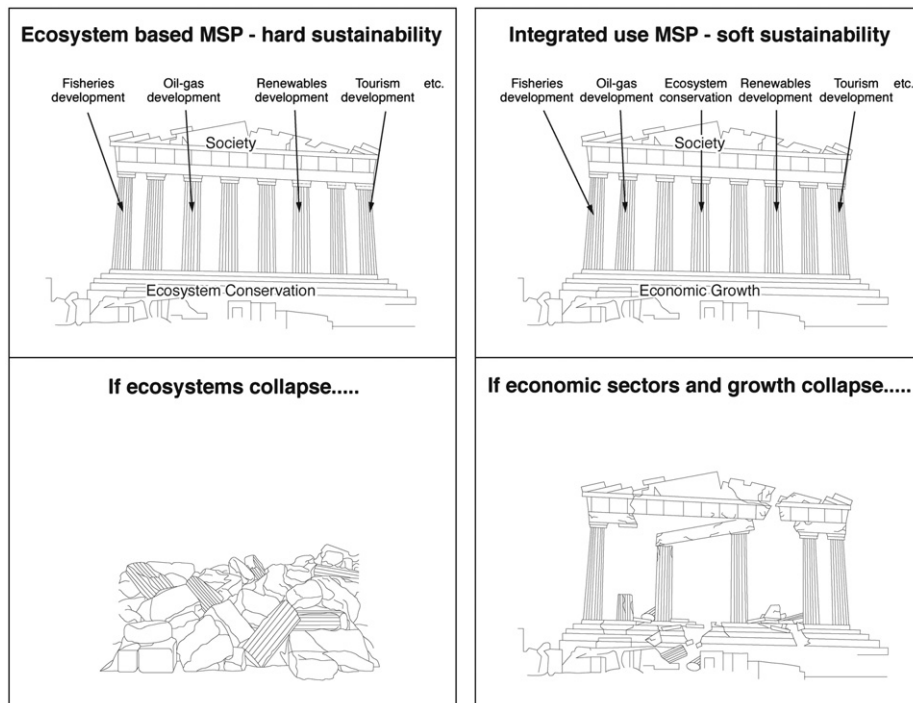 Ecosystem based MSP - hard sustainability
Fisheries development
Oil-gas development
Renewables development
Tourism development
etc.
Society
Ecosystem Conservation
Integrated use MSP - soft sustainability
Fisheries development
Oil-gas development
Ecosystem conservation
Renewables development
Tourism development
etc.
Society
Economic Growth
If ecosystems collapse.....
If economic sectors and growth collapse.....